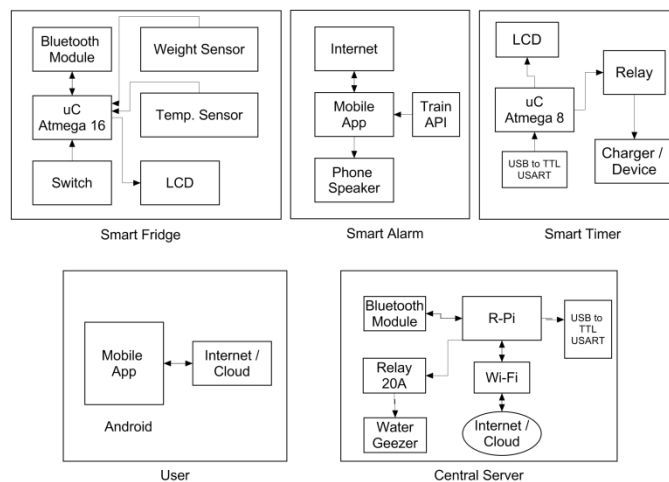 Bluetooth
Module
Weight Sensor
uC
Atmega 16
Temp. Sensor
Switch
LCD
Smart Fridge
Internet
Mobile
App
Train
API
Phone
Speaker
Smart Alarm
LCD
Relay
uC
Atmega 8
USB to TTL
USART
Charger /
Device
Smart Timer
Mobile
App
Internet /
Cloud
Android
User
Bluetooth
Module
R-Pi
USB to
TTL
USART
Relay
20A
Wi-Fi
Water
Geezer
Internet /
Cloud
Central Server